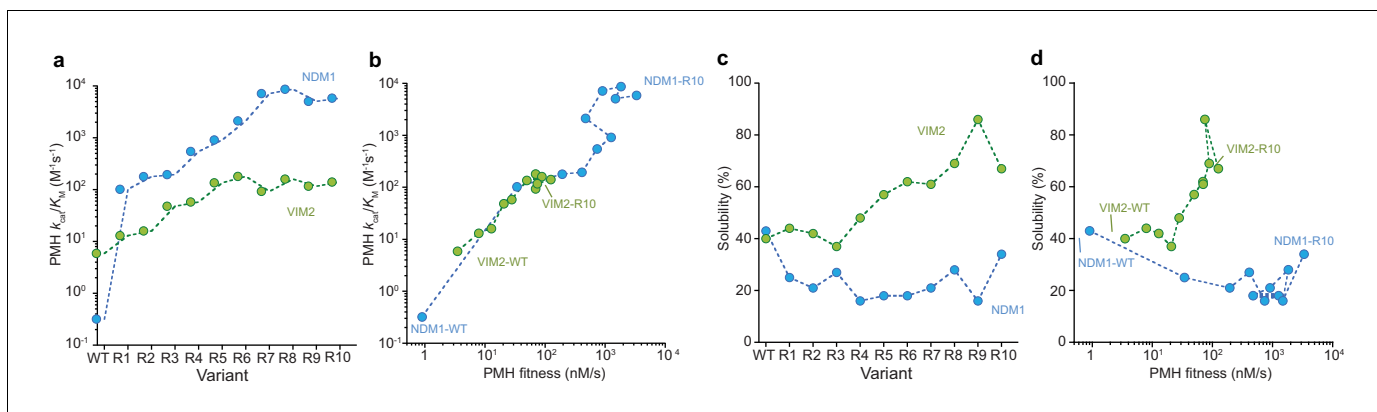 a
PMH kcat/KM (M⁻¹s⁻¹)
10⁴
10³
10²
10¹
10⁰
10⁻¹
NDM1
VIM2
WT R1 R2 R3 R4 R5 R6 R7 R8 R9 R10
Variant
b
PMH kcat/KM (M⁻¹s⁻¹)
10⁴
10³
10²
10¹
10⁰
10⁻¹
NDM1-R10
VIM2-R10
VIM2-WT
NDM1-WT
1 10¹ 10² 10³ 10⁴
PMH fitness (nM/s)
c
Solubility (%)
100
80
60
40
20
0
VIM2
NDM1
WT R1 R2 R3 R4 R5 R6 R7 R8 R9 R10
Variant
d
Solubility (%)
100
80
60
40
20
0
VIM2-R10
VIM2-WT
NDM1-WT
NDM1-R10
1 10¹ 10² 10³ 10⁴
PMH fitness (nM/s)